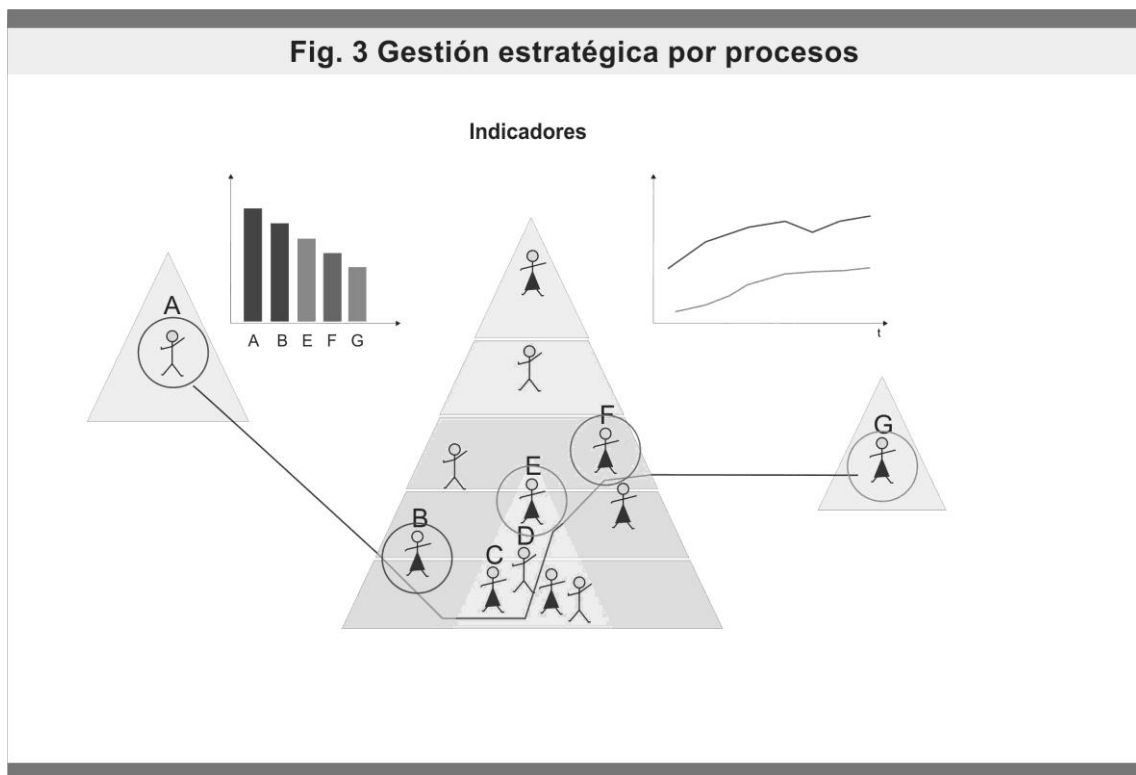 Fig. 3 Gestión estratégica por procesos
Indicadores
A B E F G
t
A
F
G
E
B
D
C